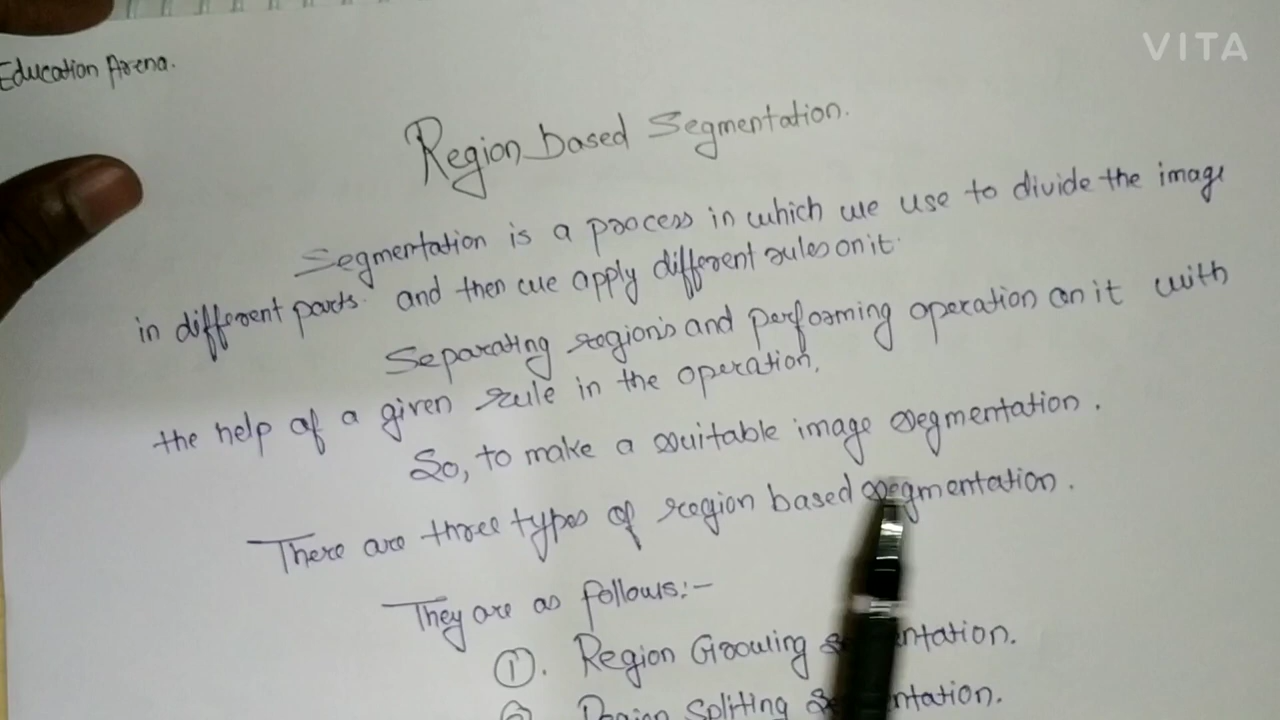 VITA
Education Arena.
Region based Segmentation.
Segmentation is a process in which we use to divide the image
in different parts. and then we apply different rules on it.
Separating region's and performing operation on it with
the help of a given rule in the operation.
So, to make a suitable image segmentation.
There are three types of region based segmentation.
They are as follows:-
①. Region Growing
Region Spliting